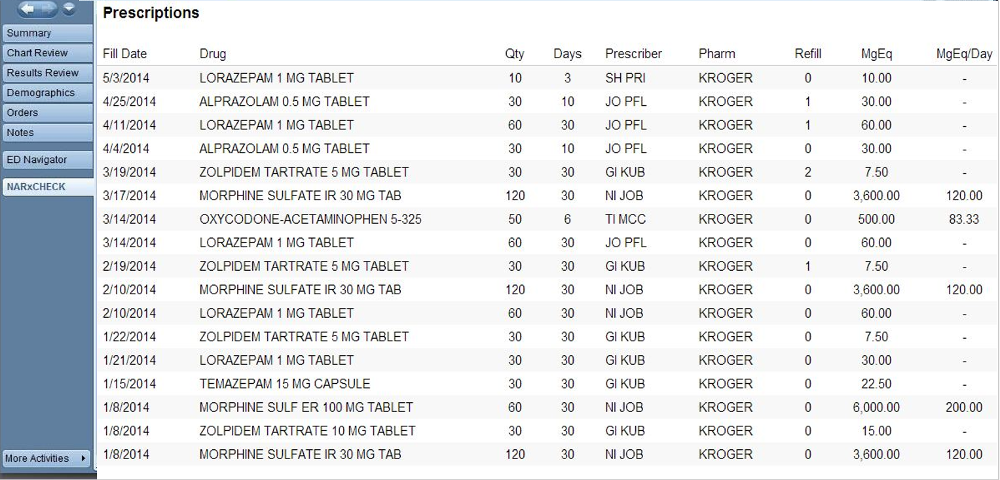 Prescriptions
Summary
Chart Review
Results Review
Demographics
Orders
Notes
ED Navigator
NARxCHECK
More Activities
Fill Date Drug Qty Days Prescriber Pharm Refill MgEq MgEq/Day
5/3/2014 LORAZEPAM 1 MG TABLET 10 3 SH PRI KROGER 0 10.00 -
4/25/2014 ALPRAZOLAM 0.5 MG TABLET 30 10 JO PFL KROGER 1 30.00 -
4/11/2014 LORAZEPAM 1 MG TABLET 60 30 JO PFL KROGER 1 60.00 -
4/4/2014 ALPRAZOLAM 0.5 MG TABLET 30 10 JO PFL KROGER 0 30.00 -
3/19/2014 ZOLPIDEM TARTRATE 5 MG TABLET 30 30 GI KUB KROGER 2 7.50 -
3/17/2014 MORPHINE SULFATE IR 30 MG TAB 120 30 NI JOB KROGER 0 3,600.00 120.00
3/14/2014 OXYCODONE-ACETAMINOPHEN 5-325 50 6 TI MCC KROGER 0 500.00 83.33
3/14/2014 LORAZEPAM 1 MG TABLET 60 30 JO PFL KROGER 0 60.00 -
2/19/2014 ZOLPIDEM TARTRATE 5 MG TABLET 30 30 GI KUB KROGER 1 7.50 -
2/10/2014 MORPHINE SULFATE IR 30 MG TAB 120 30 NI JOB KROGER 0 3,600.00 120.00
2/10/2014 LORAZEPAM 1 MG TABLET 60 30 NI JOB KROGER 0 60.00 -
1/22/2014 ZOLPIDEM TARTRATE 5 MG TABLET 30 30 GI KUB KROGER 0 7.50 -
1/21/2014 LORAZEPAM 1 MG TABLET 30 30 GI KUB KROGER 0 30.00 -
1/15/2014 TEMAZEPAM 15 MG CAPSULE 30 30 GI KUB KROGER 0 22.50 -
1/8/2014 MORPHINE SULF ER 100 MG TABLET 60 30 NI JOB KROGER 0 6,000.00 200.00
1/8/2014 ZOLPIDEM TARTRATE 10 MG TABLET 30 30 GI KUB KROGER 0 15.00 -
1/8/2014 MORPHINE SULFATE IR 30 MG TAB 120 30 NI JOB KROGER 0 3,600.00 120.00